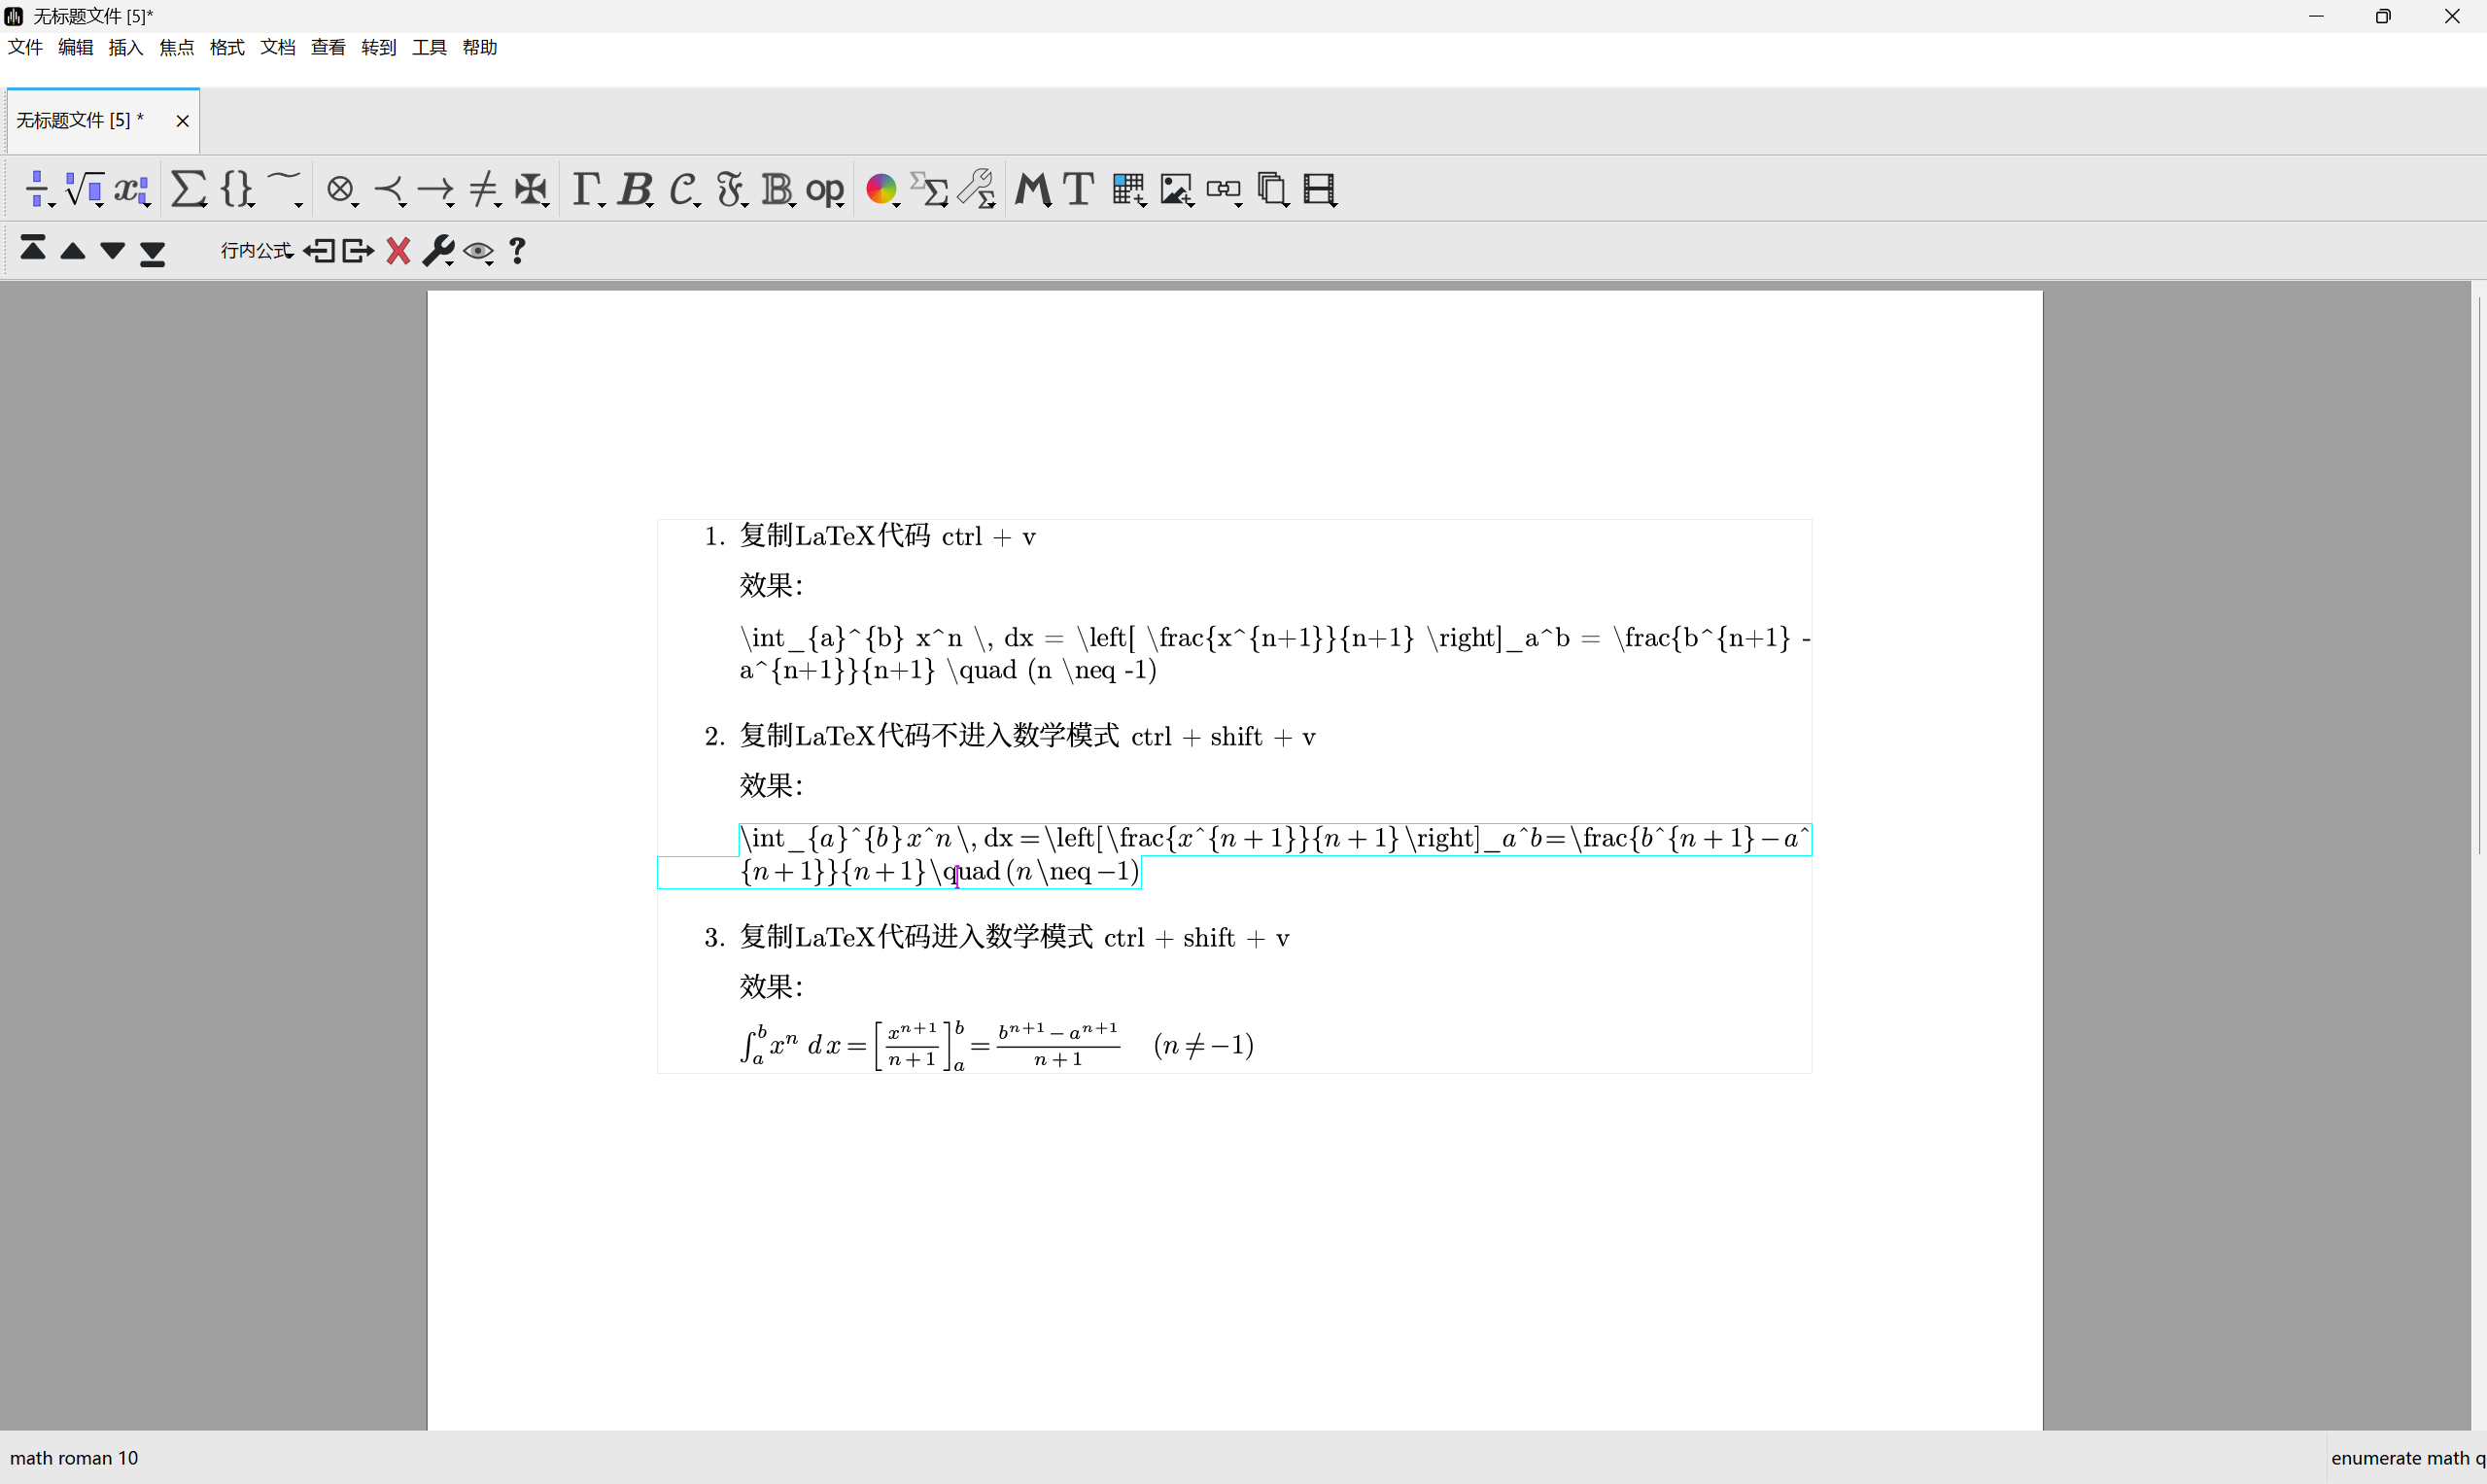 无标题文件 [5]*
文件 编辑 插入 焦点 格式 文档 查看 转到 工具 帮助
无标题文件 [5] *
行内公式
1. 复制LaTeX代码 ctrl + v
效果：
\int_{a}^{b} x^n \, dx = \left[ \frac{x^{n+1}}{n+1} \right]_a^b = \frac{b^{n+1} -
a^{n+1}}{n+1} \quad (n \neq -1)
2. 复制LaTeX代码不进入数学模式 ctrl + shift + v
效果：
\int_{a}^{b}x^n\, dx=\left[\frac{x^{n+1}}{n+1}\right]_a^b=\frac{b^{n+1}−a^
{n+1}}{n+1}\quad(n\neq−1)
3. 复制LaTeX代码进入数学模式 ctrl + shift + v
效果：
∫_a^b x^n dx = [x^{n+1}/(n+1)]_a^b = (b^{n+1} − a^{n+1})/(n+1) (n ≠ −1)
math roman 10
enumerate math q